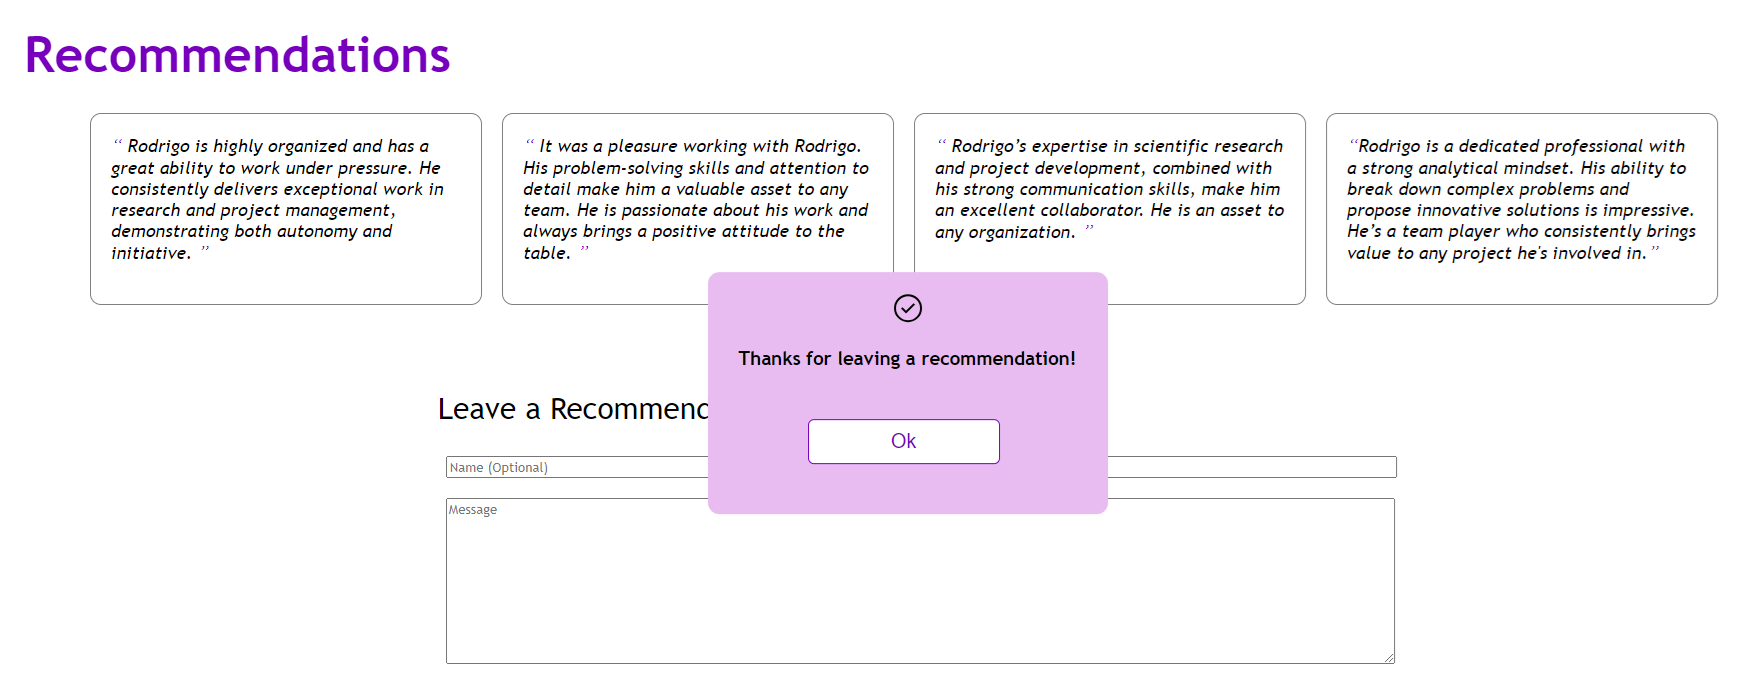 Recommendations
“ Rodrigo is highly organized and has a
great ability to work under pressure. He
consistently delivers exceptional work in
research and project management,
demonstrating both autonomy and
initiative. ”
“ It was a pleasure working with Rodrigo.
His problem-solving skills and attention to
detail make him a valuable asset to any
team. He is passionate about his work and
always brings a positive attitude to the
table. ”
“ Rodrigo’s expertise in scientific research
and project development, combined with
his strong communication skills, make him
an excellent collaborator. He is an asset to
any organization. ”
“Rodrigo is a dedicated professional with
a strong analytical mindset. His ability to
break down complex problems and
propose innovative solutions is impressive.
He’s a team player who consistently brings
value to any project he's involved in.”
Thanks for leaving a recommendation!
Ok
Leave a Recommend
Name (Optional)
Message